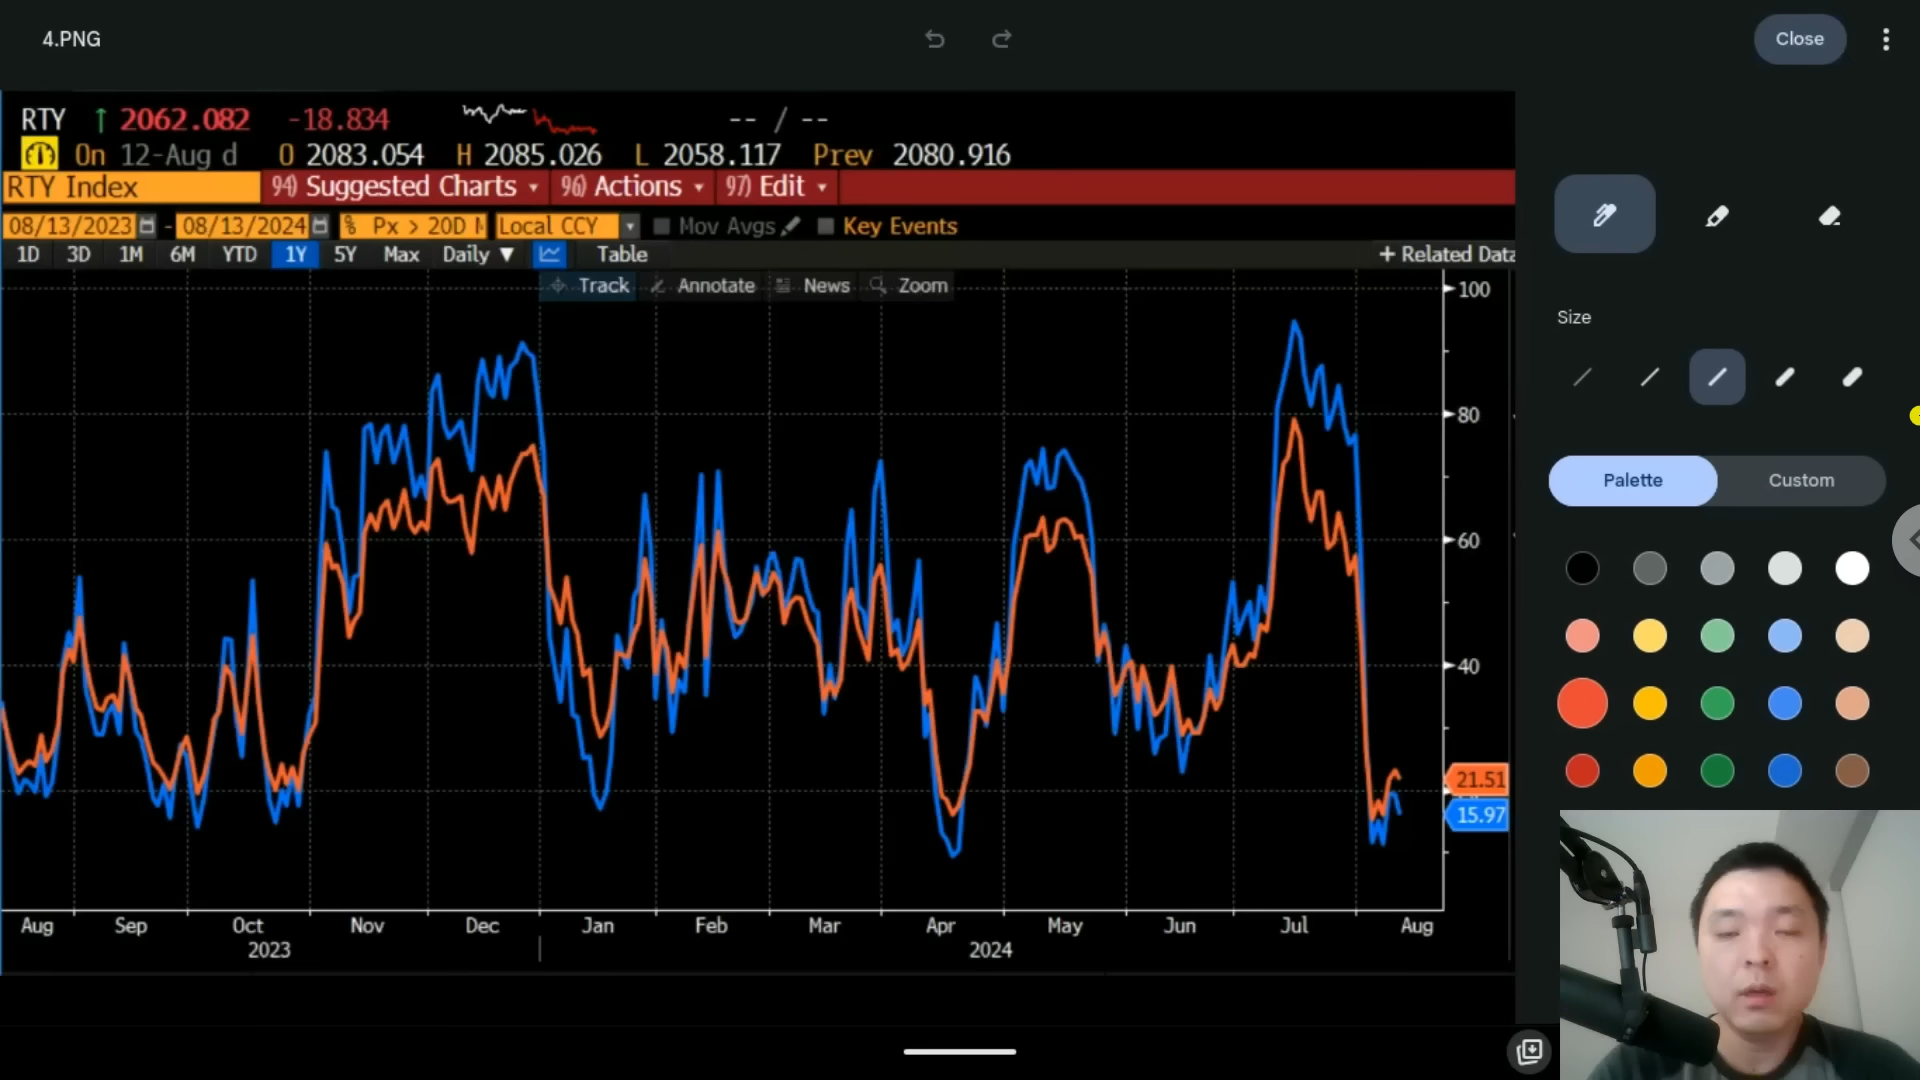 4.PNG
Close
RTY ↑ 2062.082 -18.834 -- / --
On 12-Aug d O 2083.054 H 2085.026 L 2058.117 Prev 2080.916
RTY Index 94) Suggested Charts 96) Actions 97) Edit
08/13/2023 - 08/13/2024 % Px > 20D Local CCY Mov Avgs Key Events
1D 3D 1M 6M YTD 1Y 5Y Max Daily ▼ Table + Related Data
Track Annotate News Zoom
100
80
60
40
21.51
15.97
Aug Sep Oct Nov Dec Jan Feb Mar Apr May Jun Jul Aug
2023 2024
Size
Palette Custom